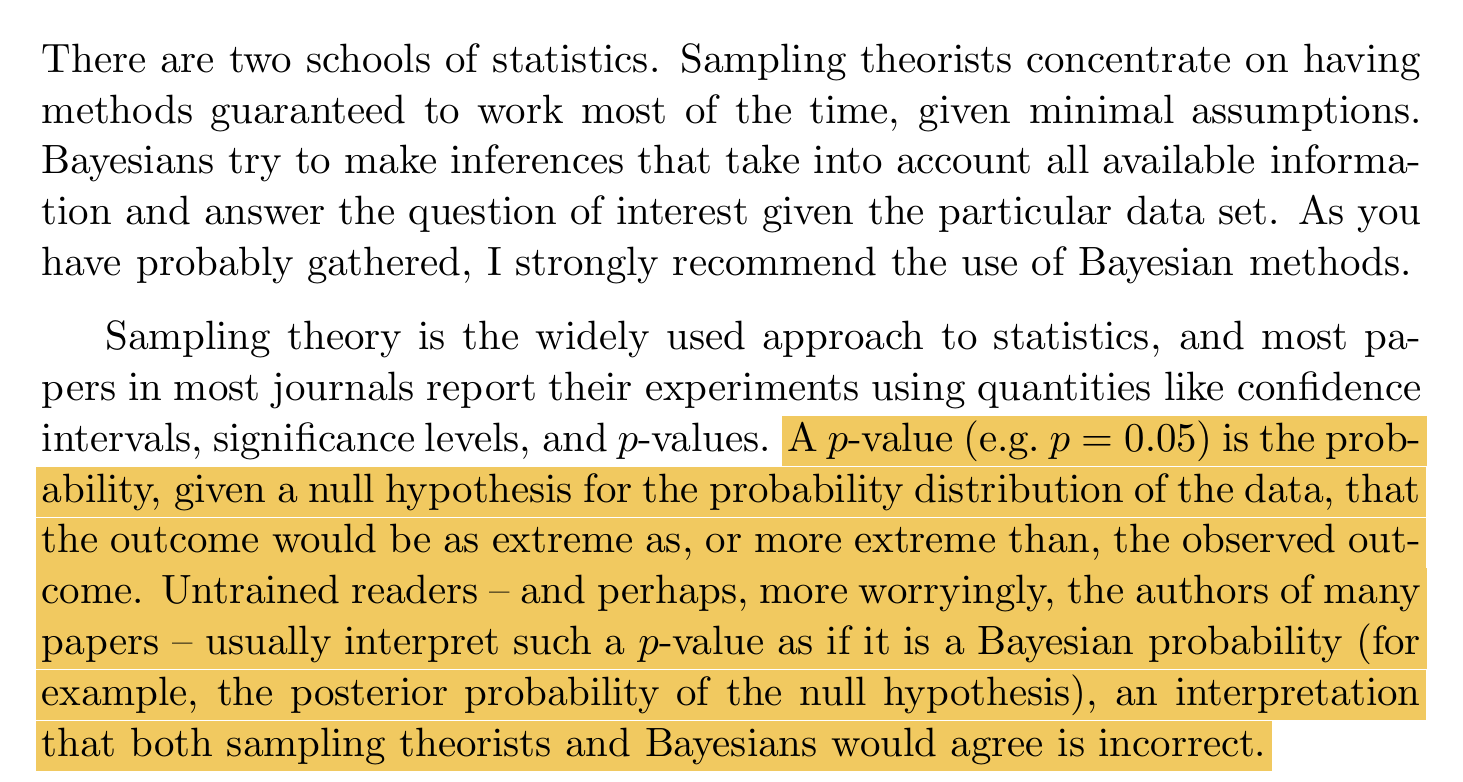 There are two schools of statistics. Sampling theorists concentrate on having
methods guaranteed to work most of the time, given minimal assumptions.
Bayesians try to make inferences that take into account all available informa-
tion and answer the question of interest given the particular data set. As you
have probably gathered, I strongly recommend the use of Bayesian methods.
Sampling theory is the widely used approach to statistics, and most pa-
pers in most journals report their experiments using quantities like confidence
intervals, significance levels, and p-values. A p-value (e.g. p = 0.05) is the prob-
ability, given a null hypothesis for the probability distribution of the data, that
the outcome would be as extreme as, or more extreme than, the observed out-
come. Untrained readers – and perhaps, more worryingly, the authors of many
papers – usually interpret such a p-value as if it is a Bayesian probability (for
example, the posterior probability of the null hypothesis), an interpretation
that both sampling theorists and Bayesians would agree is incorrect.